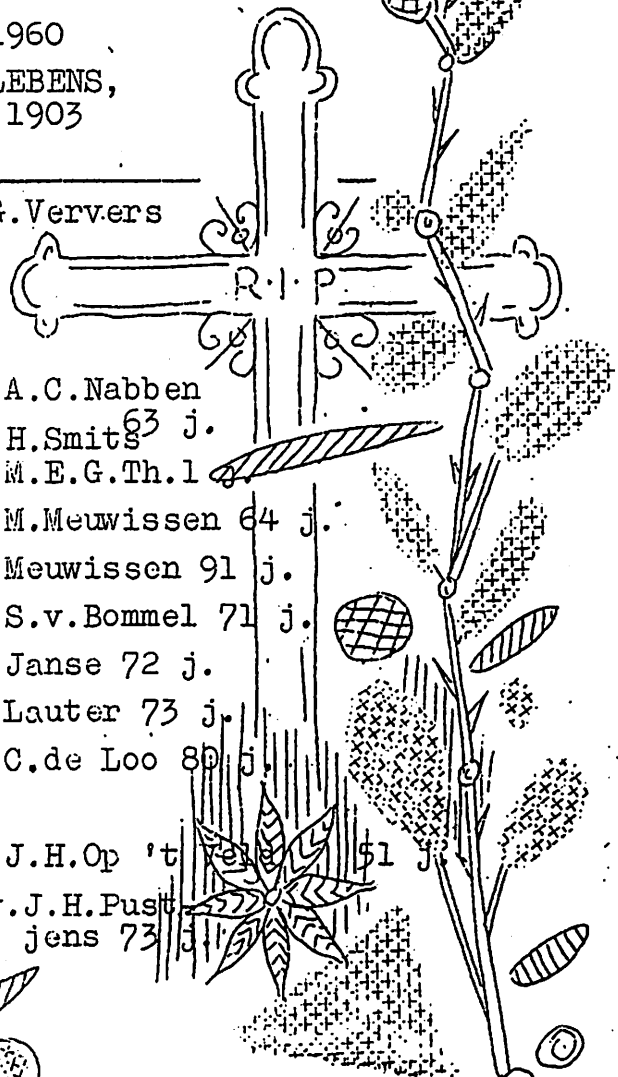 1960
LEBENS,
1903
G.Ververs
R.I.P.
A.C.Nabben
63 j.
H.Smits
M.E.G.Th.l j.
M.Meuwissen 64 j.
Meuwissen 91 j.
S.v.Bommel 71 j.
Janse 72 j.
Lauter 73 j.
C.de Loo 80 j.
J.H.Op 't 51 j.
J.H.Pust-
jens 73 j.